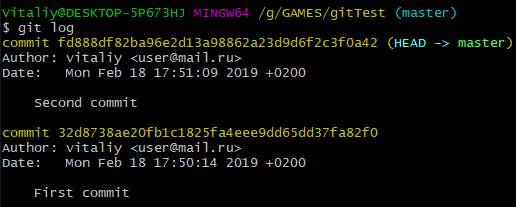 Vitaliy@DESKTOP-5P673HJ MINGW64 /g/GAMES/gitTest (master)
$ git log
commit fd888df82ba96e2d13a98862a23d9d6f2c3f0a42 (HEAD -> master)
Author: vitaliy <user@mail.ru>
Date:   Mon Feb 18 17:51:09 2019 +0200
    Second commit
commit 32d8738ae20fb1c1825fa4eee9dd65dd37fa82f0
Author: vitaliy <user@mail.ru>
Date:   Mon Feb 18 17:50:14 2019 +0200
    First commit